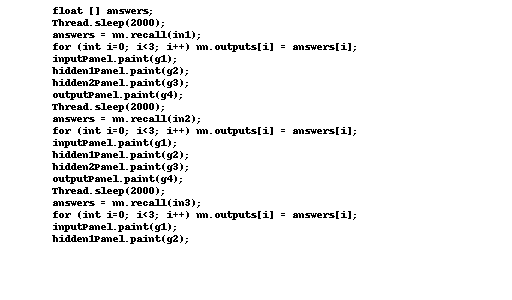 float [] answers;
Thread.sleep(2000);
answers = nn.recall(in1);
for (int i=0; i<3; i++) nn.outputs[i] = answers[i];
inputPanel.paint(g1);
hidden1Panel.paint(g2);
hidden2Panel.paint(g3);
outputPanel.paint(g4);
Thread.sleep(2000);
answers = nn.recall(in2);
for (int i=0; i<3; i++) nn.outputs[i] = answers[i];
inputPanel.paint(g1);
hidden1Panel.paint(g2);
hidden2Panel.paint(g3);
outputPanel.paint(g4);
Thread.sleep(2000);
answers = nn.recall(in3);
for (int i=0; i<3; i++) nn.outputs[i] = answers[i];
inputPanel.paint(g1);
hidden1Panel.paint(g2);